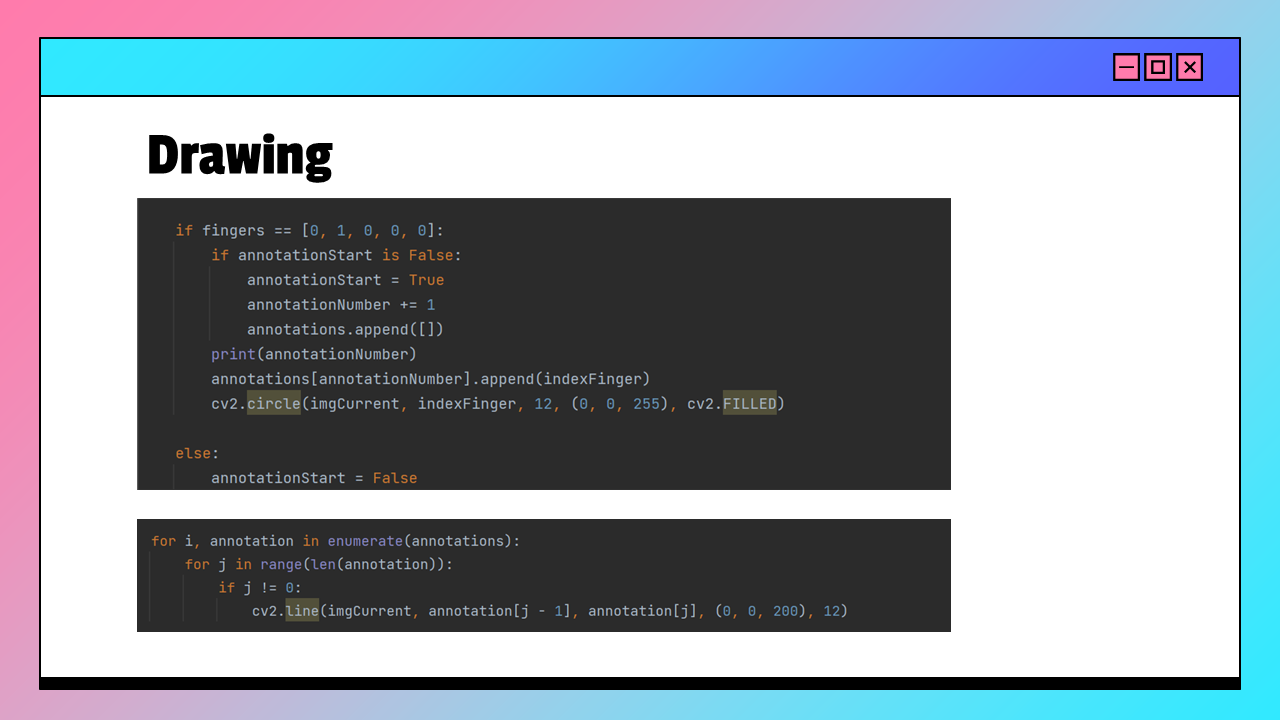 Drawing
if fingers == [0, 1, 0, 0, 0]:
if annotationStart is False:
annotationStart = True
annotationNumber += 1
annotations.append([])
print(annotationNumber)
annotations[annotationNumber].append(indexFinger)
cv2.circle(imgCurrent, indexFinger, 12, (0, 0, 255), cv2.FILLED)
else:
annotationStart = False
for i, annotation in enumerate(annotations):
for j in range(len(annotation)):
if j != 0:
cv2.line(imgCurrent, annotation[j - 1], annotation[j], (0, 0, 200), 12)